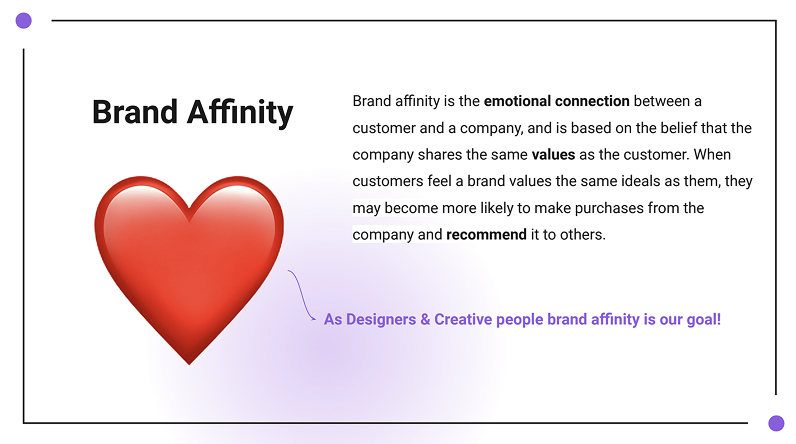 Brand Affinity
Brand affinity is the emotional connection between a
customer and a company, and is based on the belief that the
company shares the same values as the customer. When
customers feel a brand values the same ideals as them, they
may become more likely to make purchases from the
company and recommend it to others.
As Designers & Creative people brand affinity is our goal!